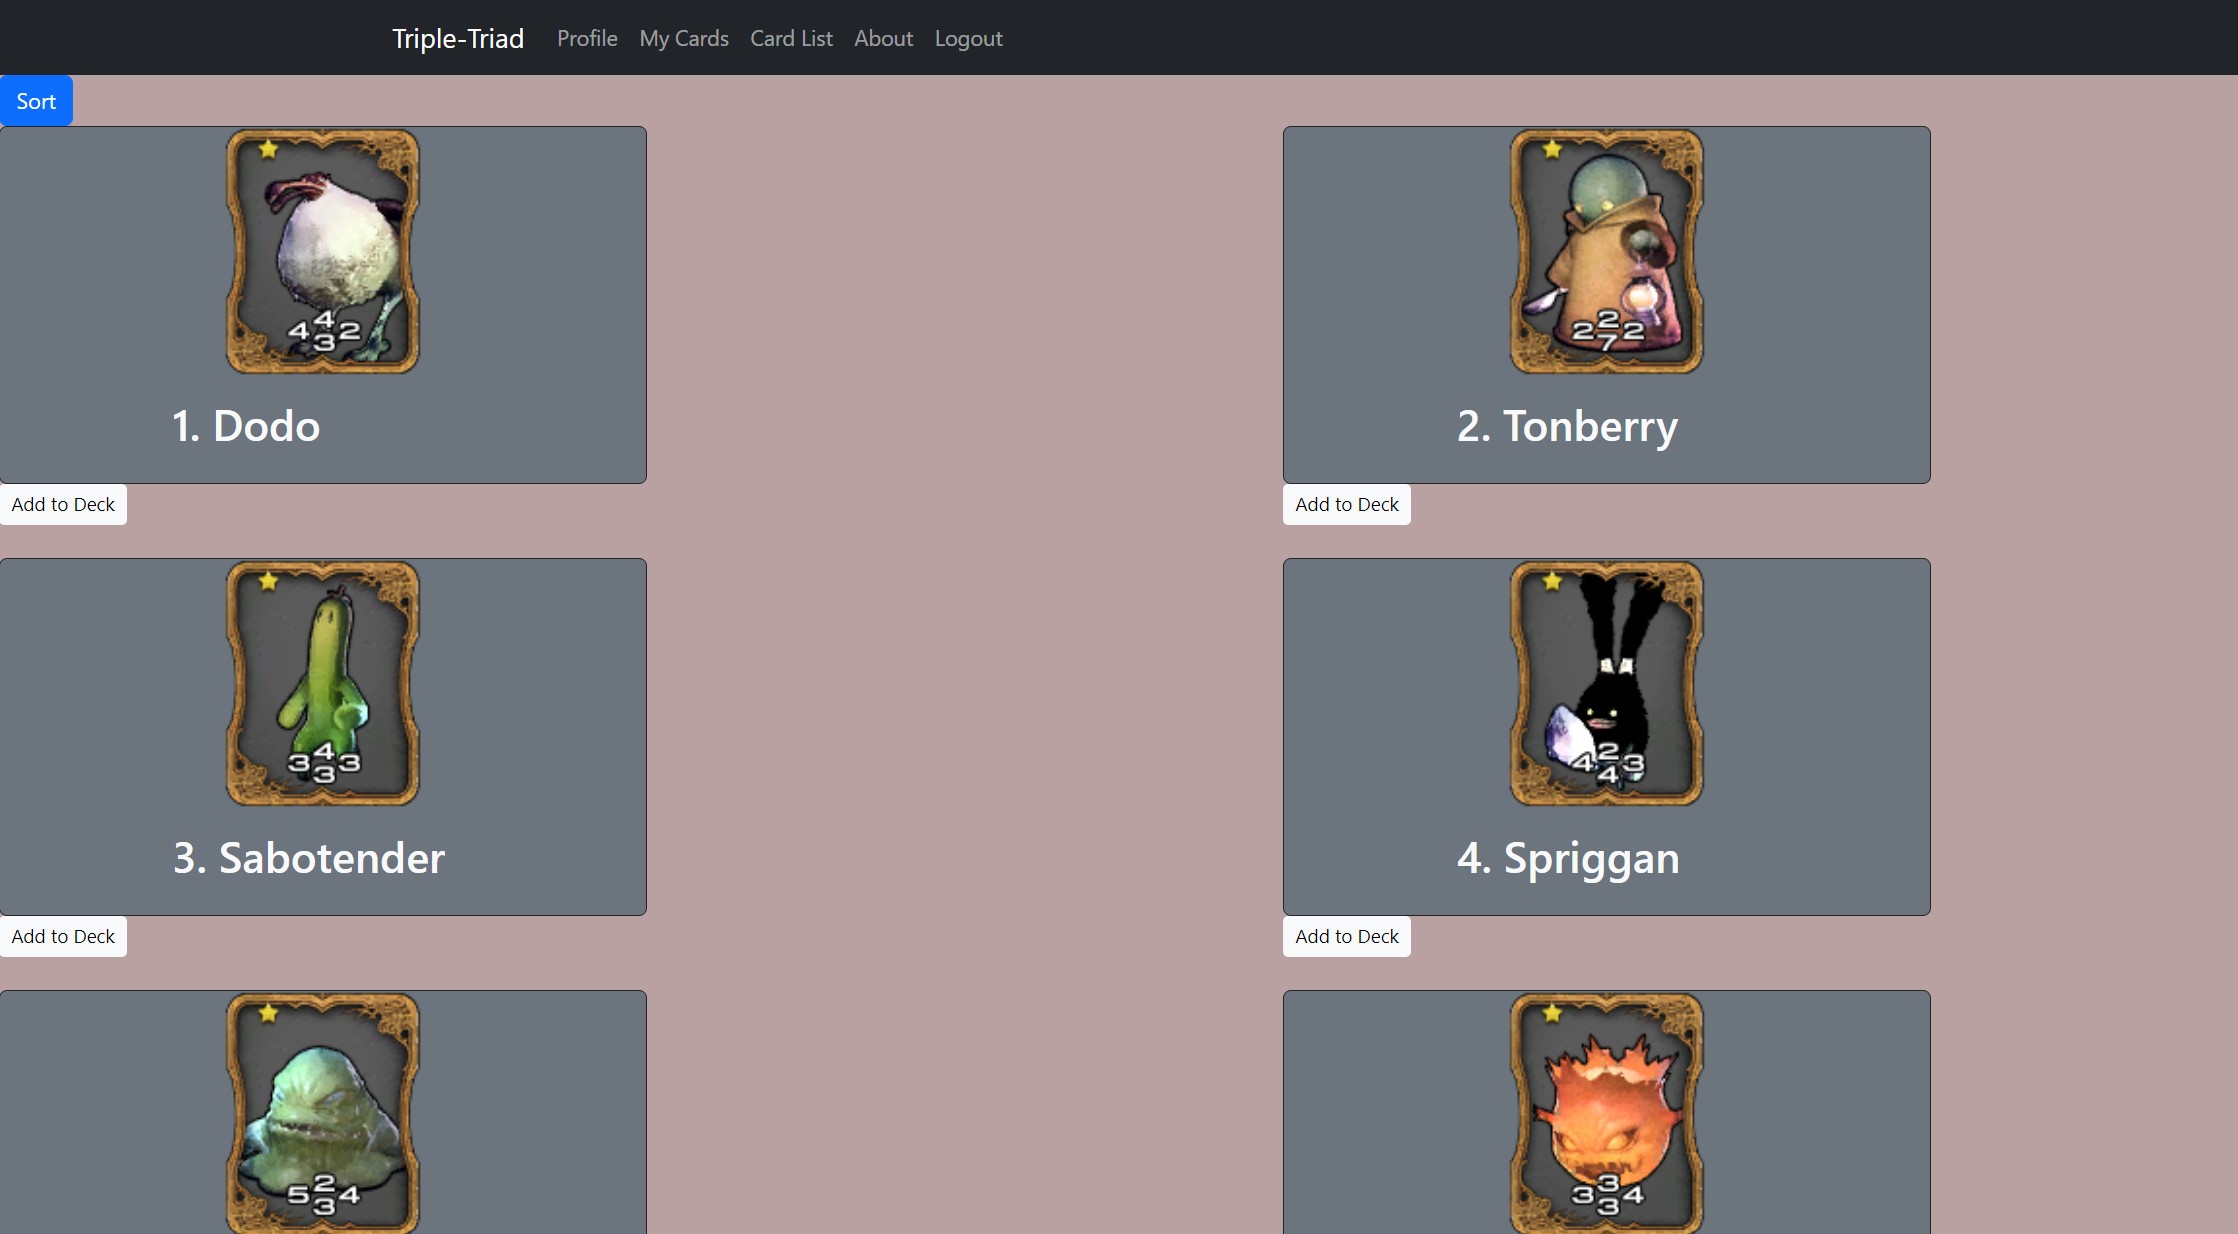 Triple-Triad Profile My Cards Card List About Logout
Sort
4 4 2 3
2 2 2 7
1. Dodo
2. Tonberry
Add to Deck
Add to Deck
3 4 3 3
4 2 3 4
3. Sabotender
4. Spriggan
Add to Deck
Add to Deck
5 2 4 3
3 3 4 3